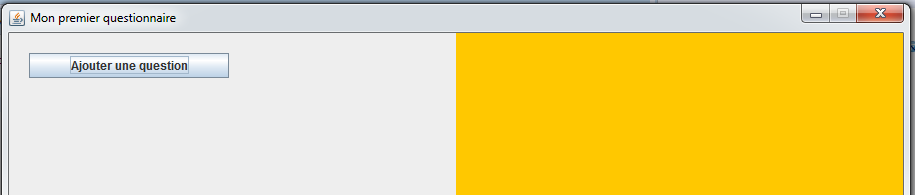 Mon premier questionnaire
Ajouter une question